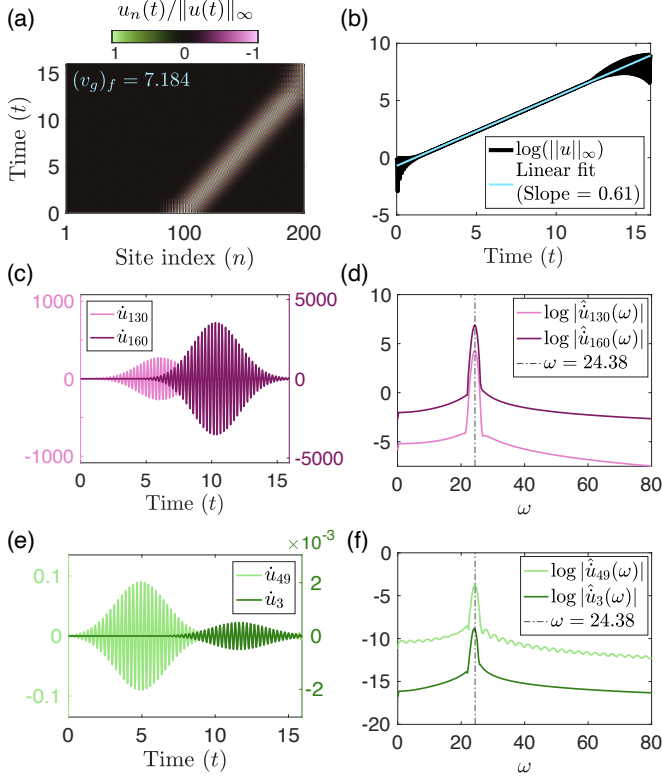 (a)
u_n(t)/‖u(t)‖_∞
1 0 -1
(v_g)_f = 7.184
15
10
5
0
Time (t)
1 100 200
Site index (n)
(b)
10
5
0
-5
log(||u||_∞)
Linear fit
(Slope = 0.61)
0 5 10 15
Time (t)
(c)
1000
0
-1000
5000
0
-5000
u̇_130
u̇_160
0 5 10 15
Time (t)
(d)
10
5
0
-5
log |û̇_130(ω)|
log |û̇_160(ω)|
ω = 24.38
0 20 40 60 80
ω
(e)
0.1
0
-0.1
×10^-3
2
0
-2
u̇_49
u̇_3
0 5 10 15
Time (t)
(f)
0
-5
-10
-15
-20
log |û̇_49(ω)|
log |û̇_3(ω)|
ω = 24.38
0 20 40 60 80
ω